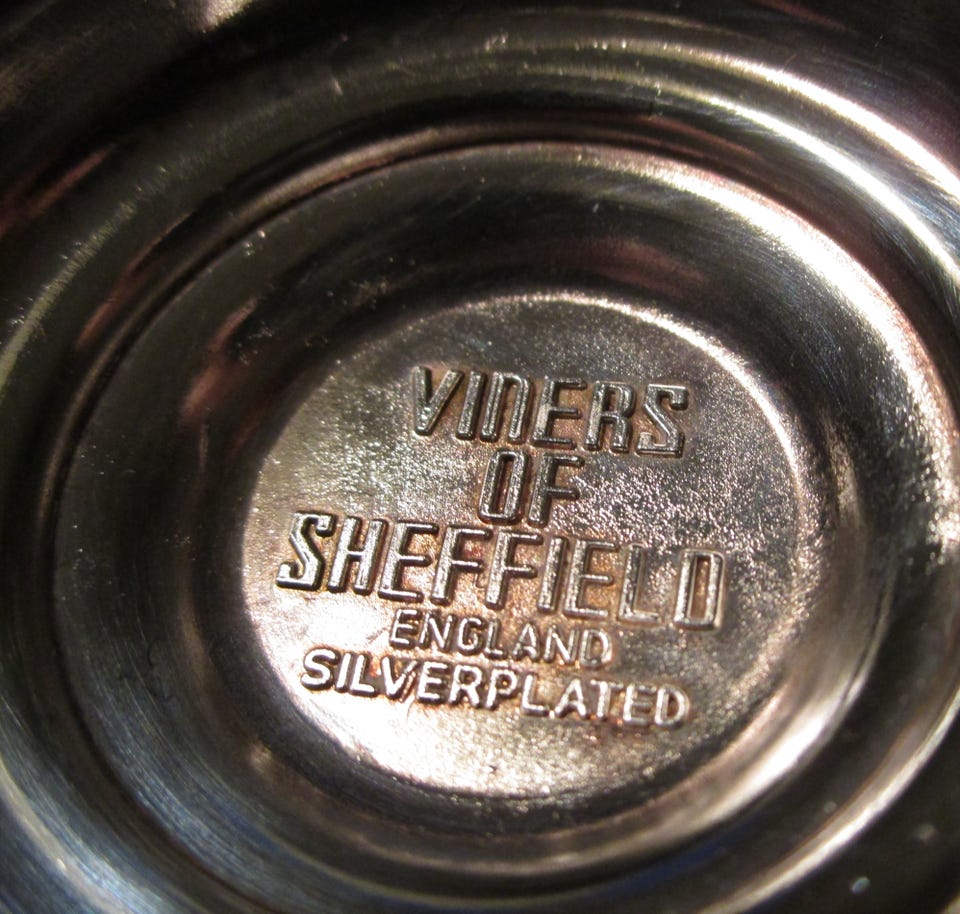 VINERS
OF
SHEFFIELD
ENGLAND
SILVERPLATED